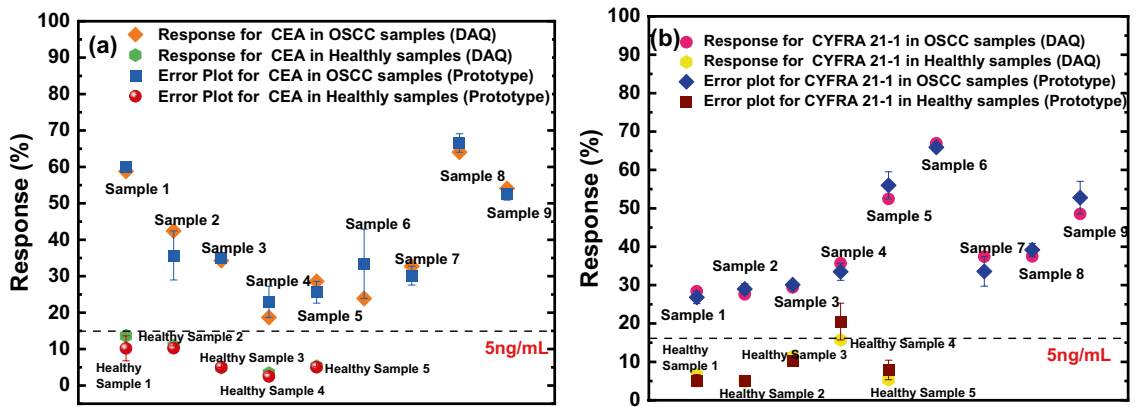 (a)
Response for CEA in OSCC samples (DAQ)
Response for CEA in Healthly samples (DAQ)
Error Plot for CEA in OSCC samples (Prototype)
Error Plot for CEA in Healthly samples (Prototype)
Response (%)
100
90
80
70
60
50
40
30
20
10
0
Sample 1
Sample 2
Sample 3
Sample 4
Sample 5
Sample 6
Sample 7
Sample 8
Sample 9
5ng/mL
Healthy
Sample 1
Healthy Sample 2
Healthy Sample 3
Healthy Sample 4
Healthy Sample 5
(b)
Response for CYFRA 21-1 in OSCC samples (DAQ)
Response for CYFRA 21-1 in Healthly samples (DAQ)
Error plot for CYFRA 21-1 in OSCC samples (Prototype)
Error plot for CYFRA 21-1 in Healthy samples (Prototype)
Response (%)
100
90
80
70
60
50
40
30
20
10
0
Sample 1
Sample 2
Sample 3
Sample 4
Sample 5
Sample 6
Sample 7
Sample 8
Sample 9
5ng/mL
Healthy
Sample 1
Healthy Sample 2
Healthy Sample 3
Healthy Sample 4
Healthy Sample 5